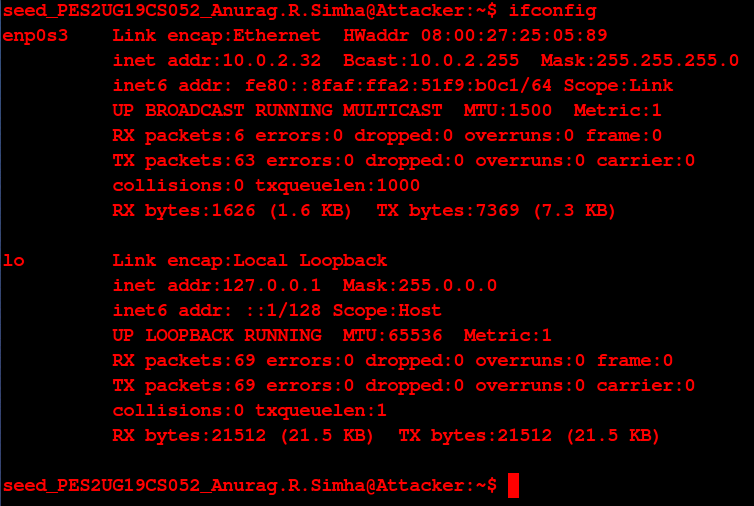 seed_PES2UG19CS052_Anurag.R.Simha@Attacker:~$ ifconfig
enp0s3    Link encap:Ethernet  HWaddr 08:00:27:25:05:89
          inet addr:10.0.2.32  Bcast:10.0.2.255  Mask:255.255.255.0
          inet6 addr: fe80::8faf:ffa2:51f9:b0c1/64 Scope:Link
          UP BROADCAST RUNNING MULTICAST  MTU:1500  Metric:1
          RX packets:6 errors:0 dropped:0 overruns:0 frame:0
          TX packets:63 errors:0 dropped:0 overruns:0 carrier:0
          collisions:0 txqueuelen:1000
          RX bytes:1626 (1.6 KB)  TX bytes:7369 (7.3 KB)

lo        Link encap:Local Loopback
          inet addr:127.0.0.1  Mask:255.0.0.0
          inet6 addr: ::1/128 Scope:Host
          UP LOOPBACK RUNNING  MTU:65536  Metric:1
          RX packets:69 errors:0 dropped:0 overruns:0 frame:0
          TX packets:69 errors:0 dropped:0 overruns:0 carrier:0
          collisions:0 txqueuelen:1
          RX bytes:21512 (21.5 KB)  TX bytes:21512 (21.5 KB)

seed_PES2UG19CS052_Anurag.R.Simha@Attacker:~$